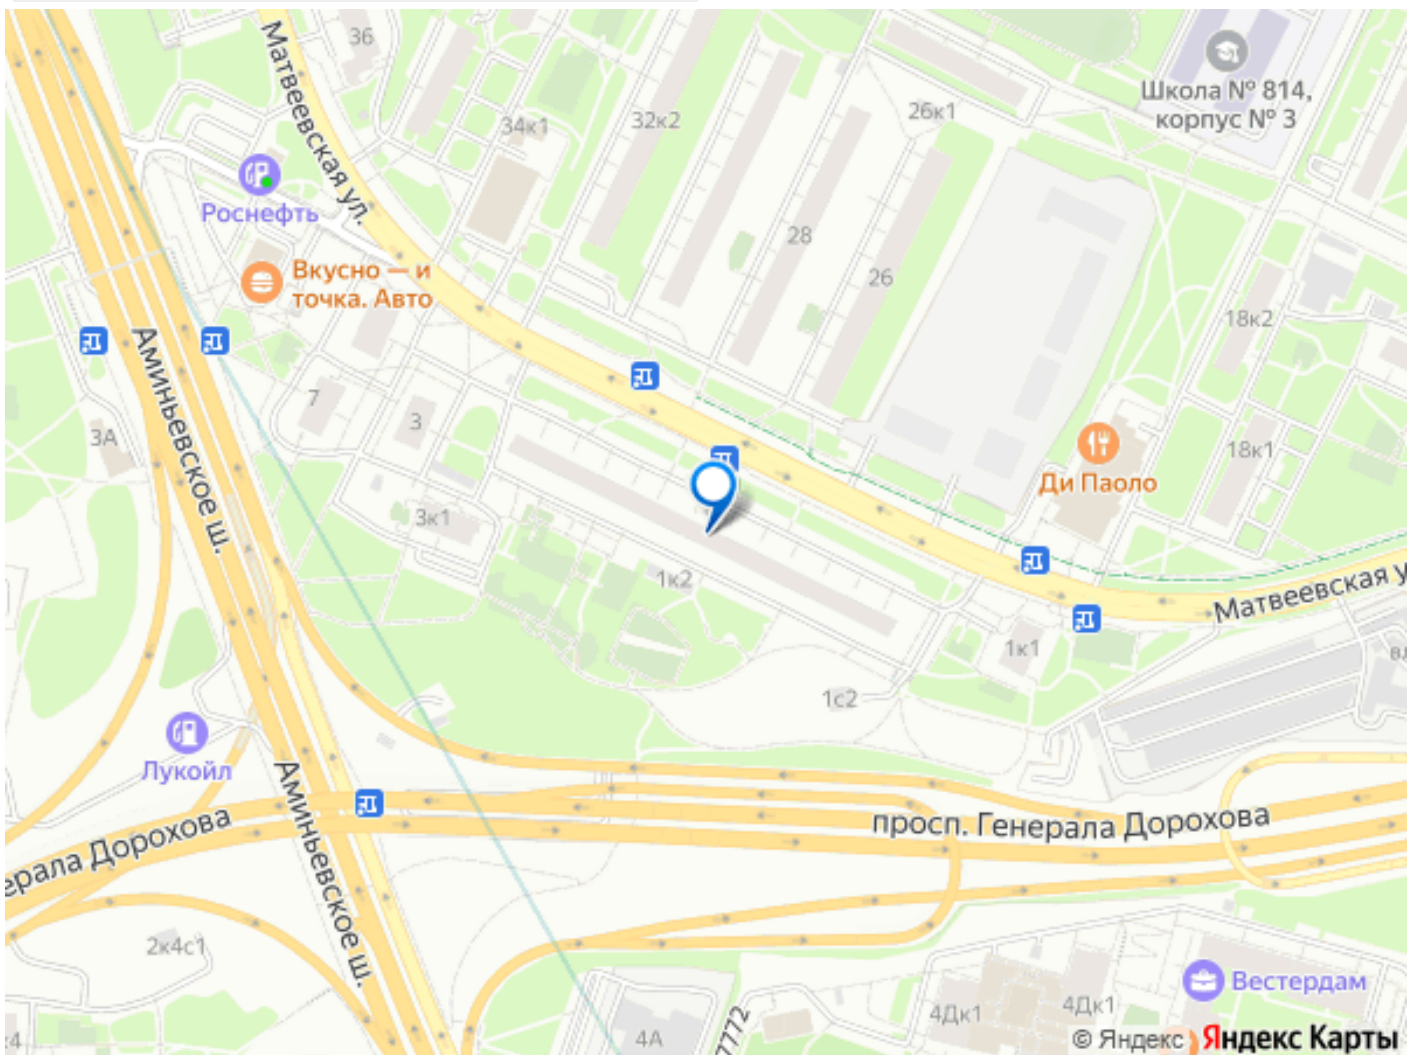 36
Матвеевская ул.
Школа № 814,
корпус № 3
34к1
32к2
26к1
Роснефть
28
26
Вкусно — и
точка. Авто
18к2
7
3
3А
Аминьевское ш.
18к1
Ди Паоло
3к1
1к2
Матвеевская у
1к1
вл
1с2
Лукойл
Аминьевское ш.
просп. Генерала Дорохова
ерала Дорохова
2к4с1
Вестердам
4Дк1
4Дк1
4А
7772
© Яндекс Яндекс Карты